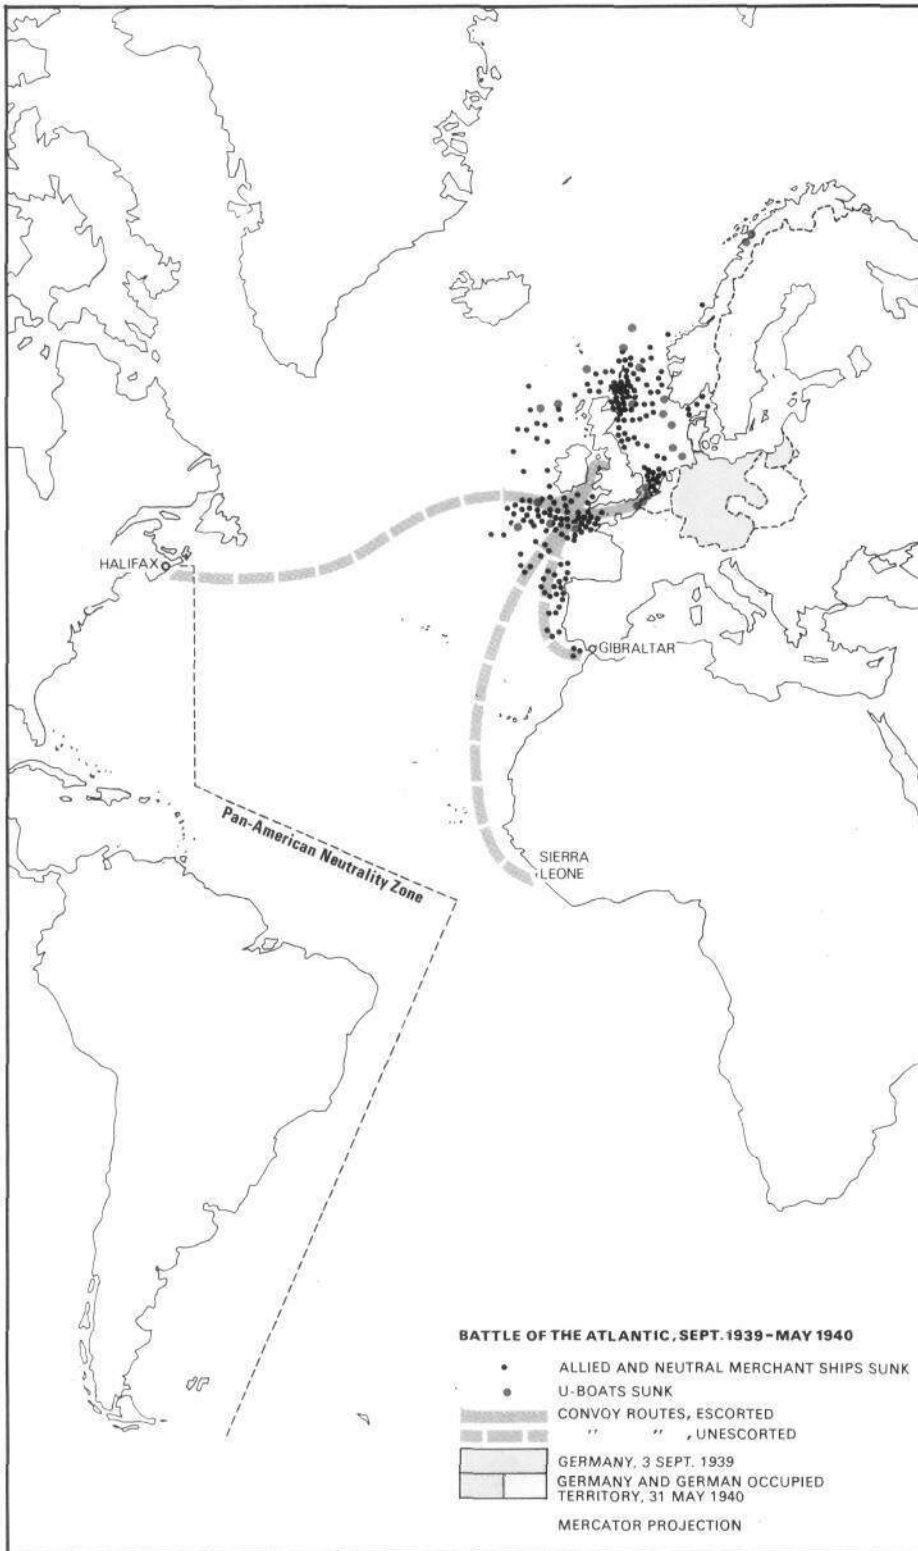 HALIFAX
GIBRALTAR
Pan-American Neutrality Zone
SIERRA
LEONE
BATTLE OF THE ATLANTIC, SEPT. 1939-MAY 1940
ALLIED AND NEUTRAL MERCHANT SHIPS SUNK
U-BOATS SUNK
CONVOY ROUTES, ESCORTED
" " , UNESCORTED
GERMANY, 3 SEPT. 1939
GERMANY AND GERMAN OCCUPIED
TERRITORY, 31 MAY 1940
MERCATOR PROJECTION